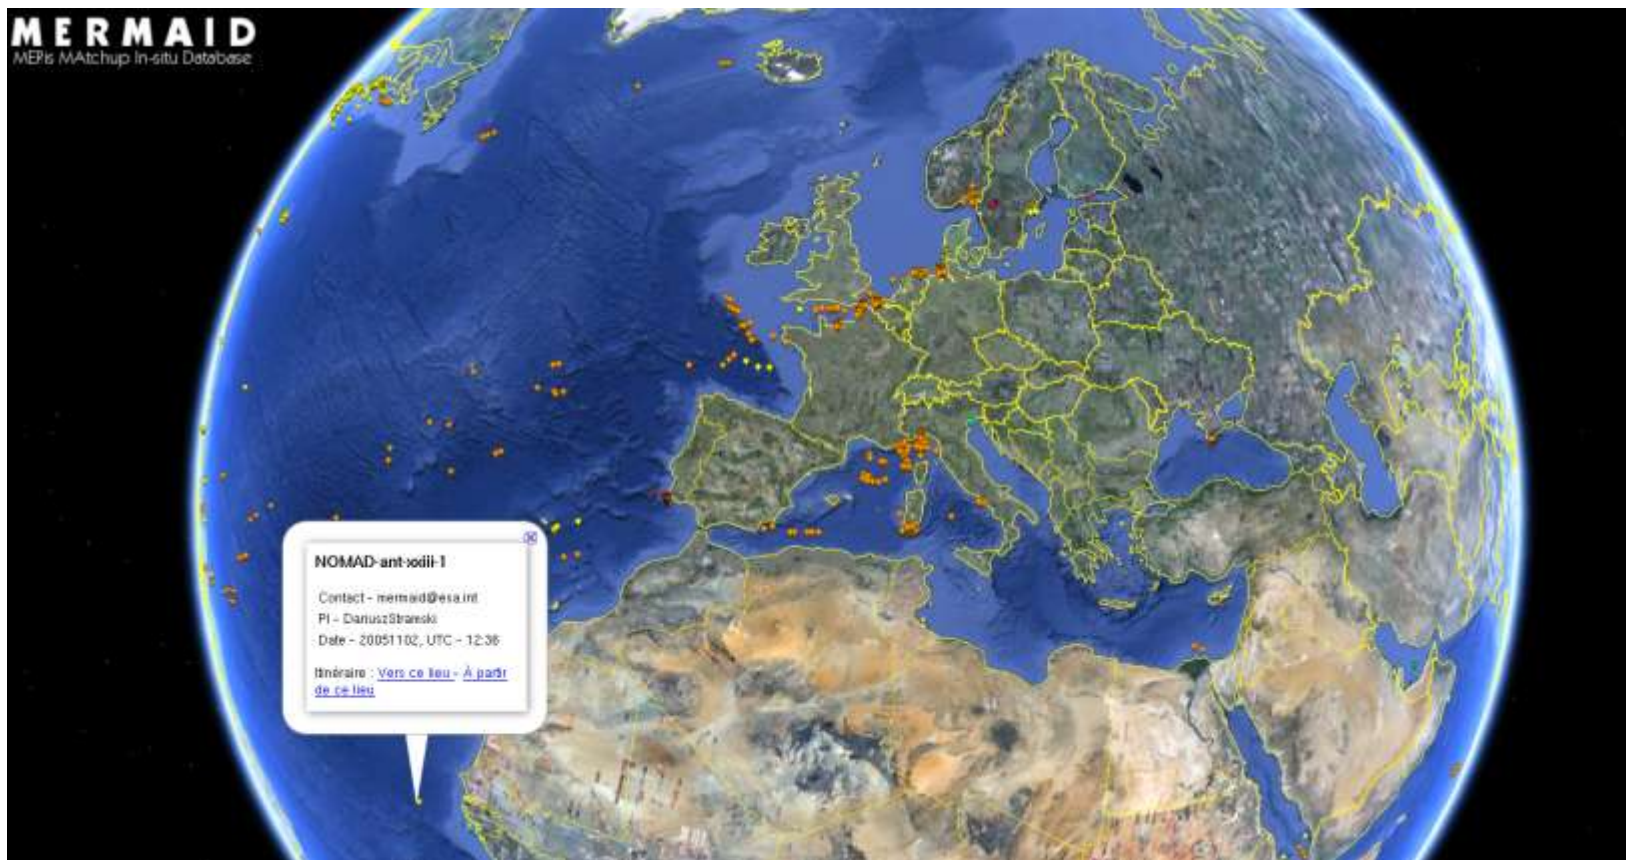 MERMAID
MERis MAtchup In-situ Database
NOMAD-ant-xxiii-1
Contact - mermaid@esa.int
PI - DariuszStramski
Date - 20051102, UTC - 12:36
Itinéraire : Vers ce lieu - À partir
de ce lieu